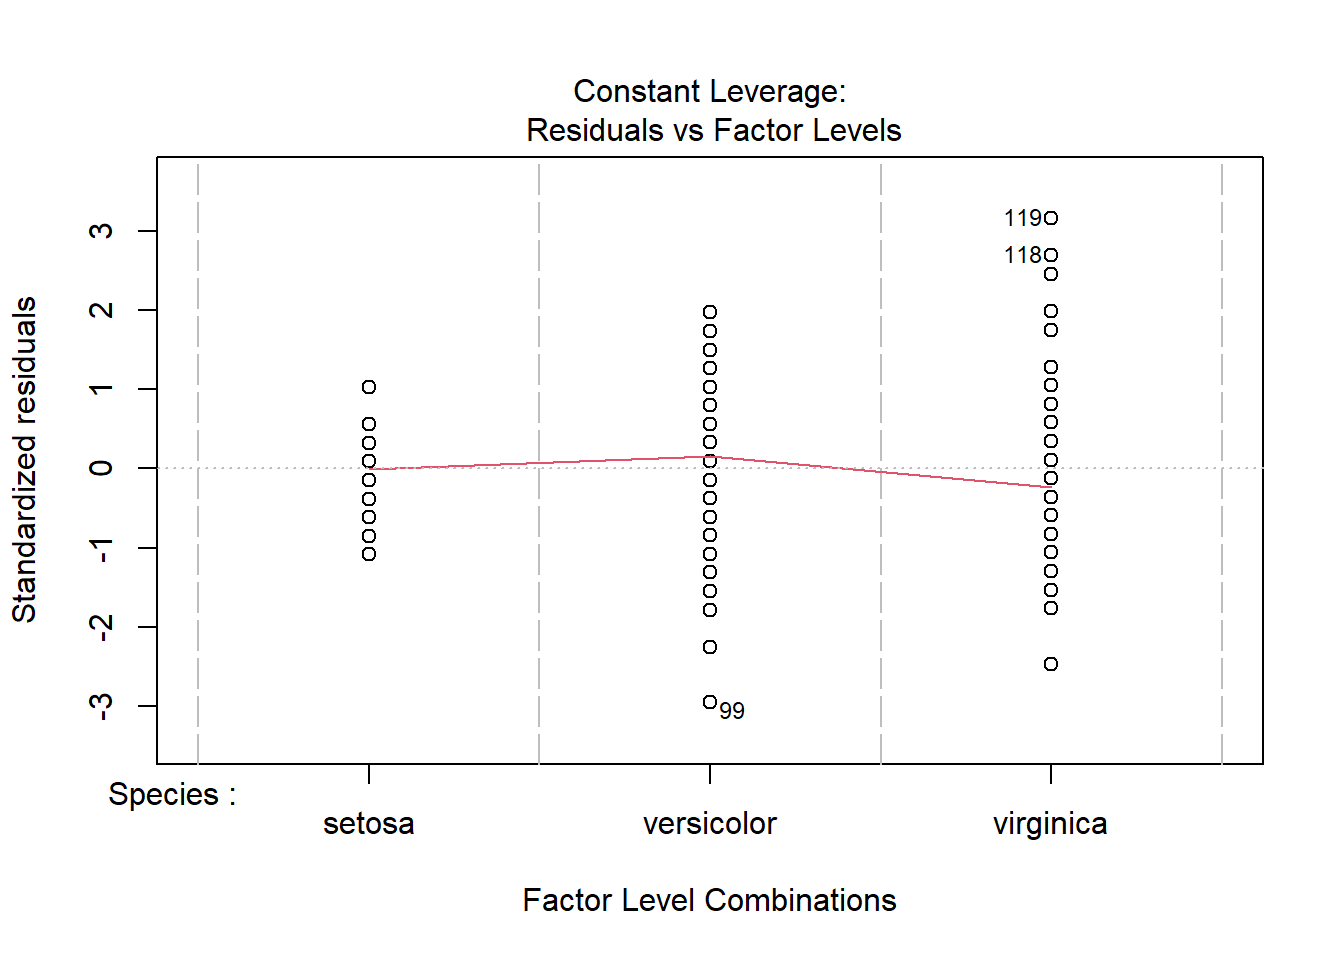 Constant Leverage:
Residuals vs Factor Levels
Standardized residuals
3
2
1
0
-1
-2
-3
119
118
99
Species :
setosa
versicolor
virginica
Factor Level Combinations